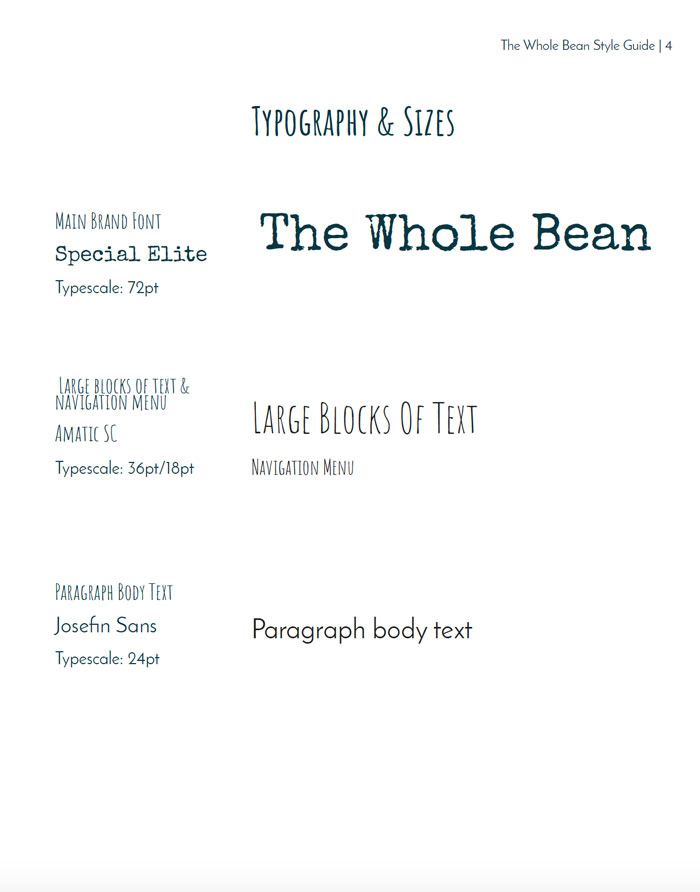 The Whole Bean Style Guide | 4
Typography & Sizes
Main Brand Font
Special Elite
Typescale: 72pt
The Whole Bean
Large blocks of text &
navigation menu
Amatic SC
Typescale: 36pt/18pt
Large Blocks Of Text
Navigation Menu
Paragraph Body Text
Josefin Sans
Typescale: 24pt
Paragraph body text